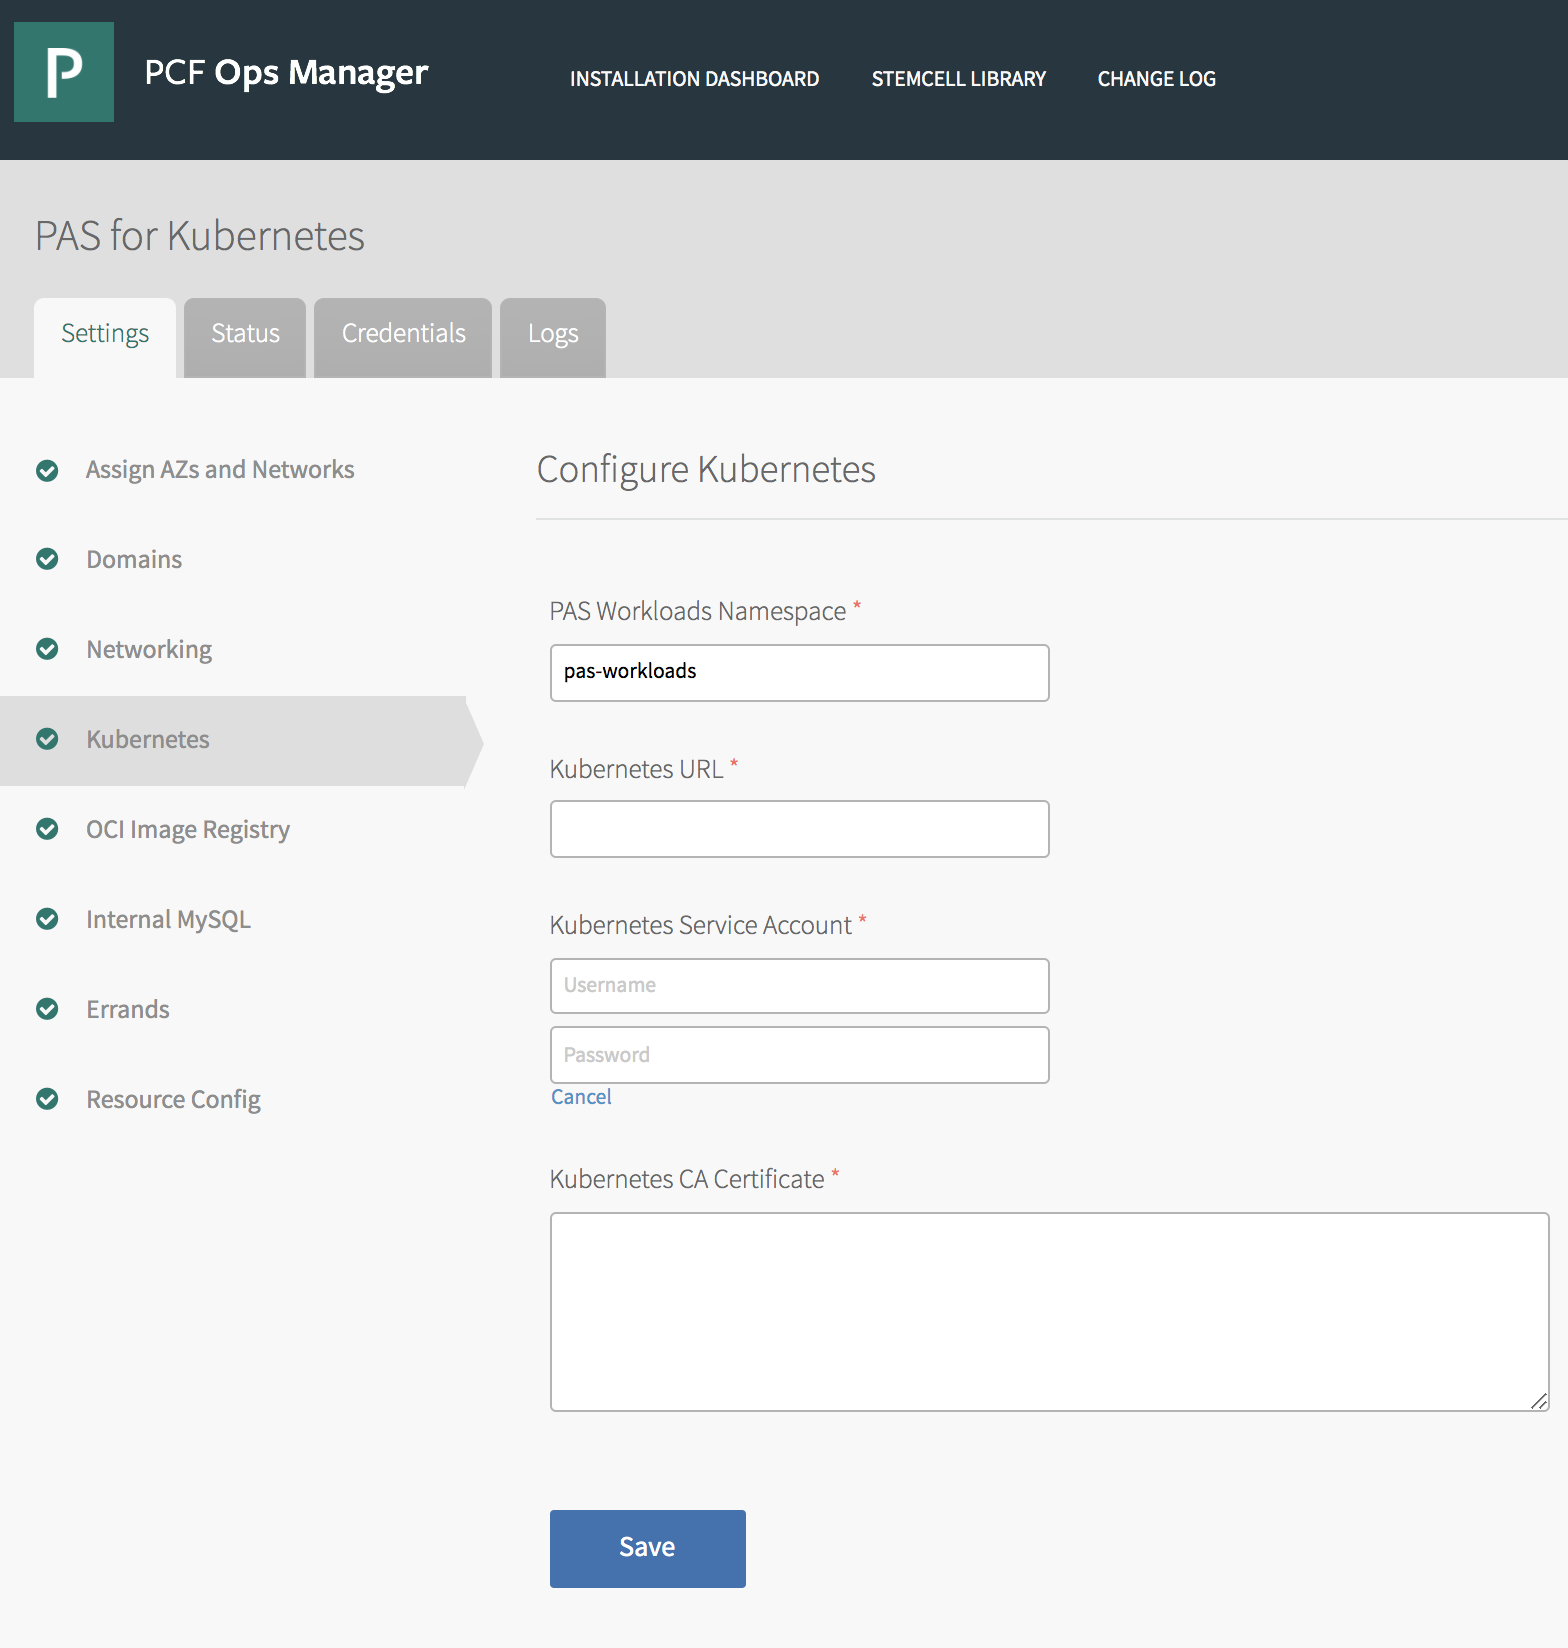 P
PCF Ops Manager
INSTALLATION DASHBOARD
STEMCELL LIBRARY
CHANGE LOG
PAS for Kubernetes
Settings
Status
Credentials
Logs
Assign AZs and Networks
Domains
Networking
Kubernetes
OCI Image Registry
Internal MySQL
Errands
Resource Config
Configure Kubernetes
PAS Workloads Namespace *
pas-workloads
Kubernetes URL *
Kubernetes Service Account *
Username
Password
Cancel
Kubernetes CA Certificate *
Save